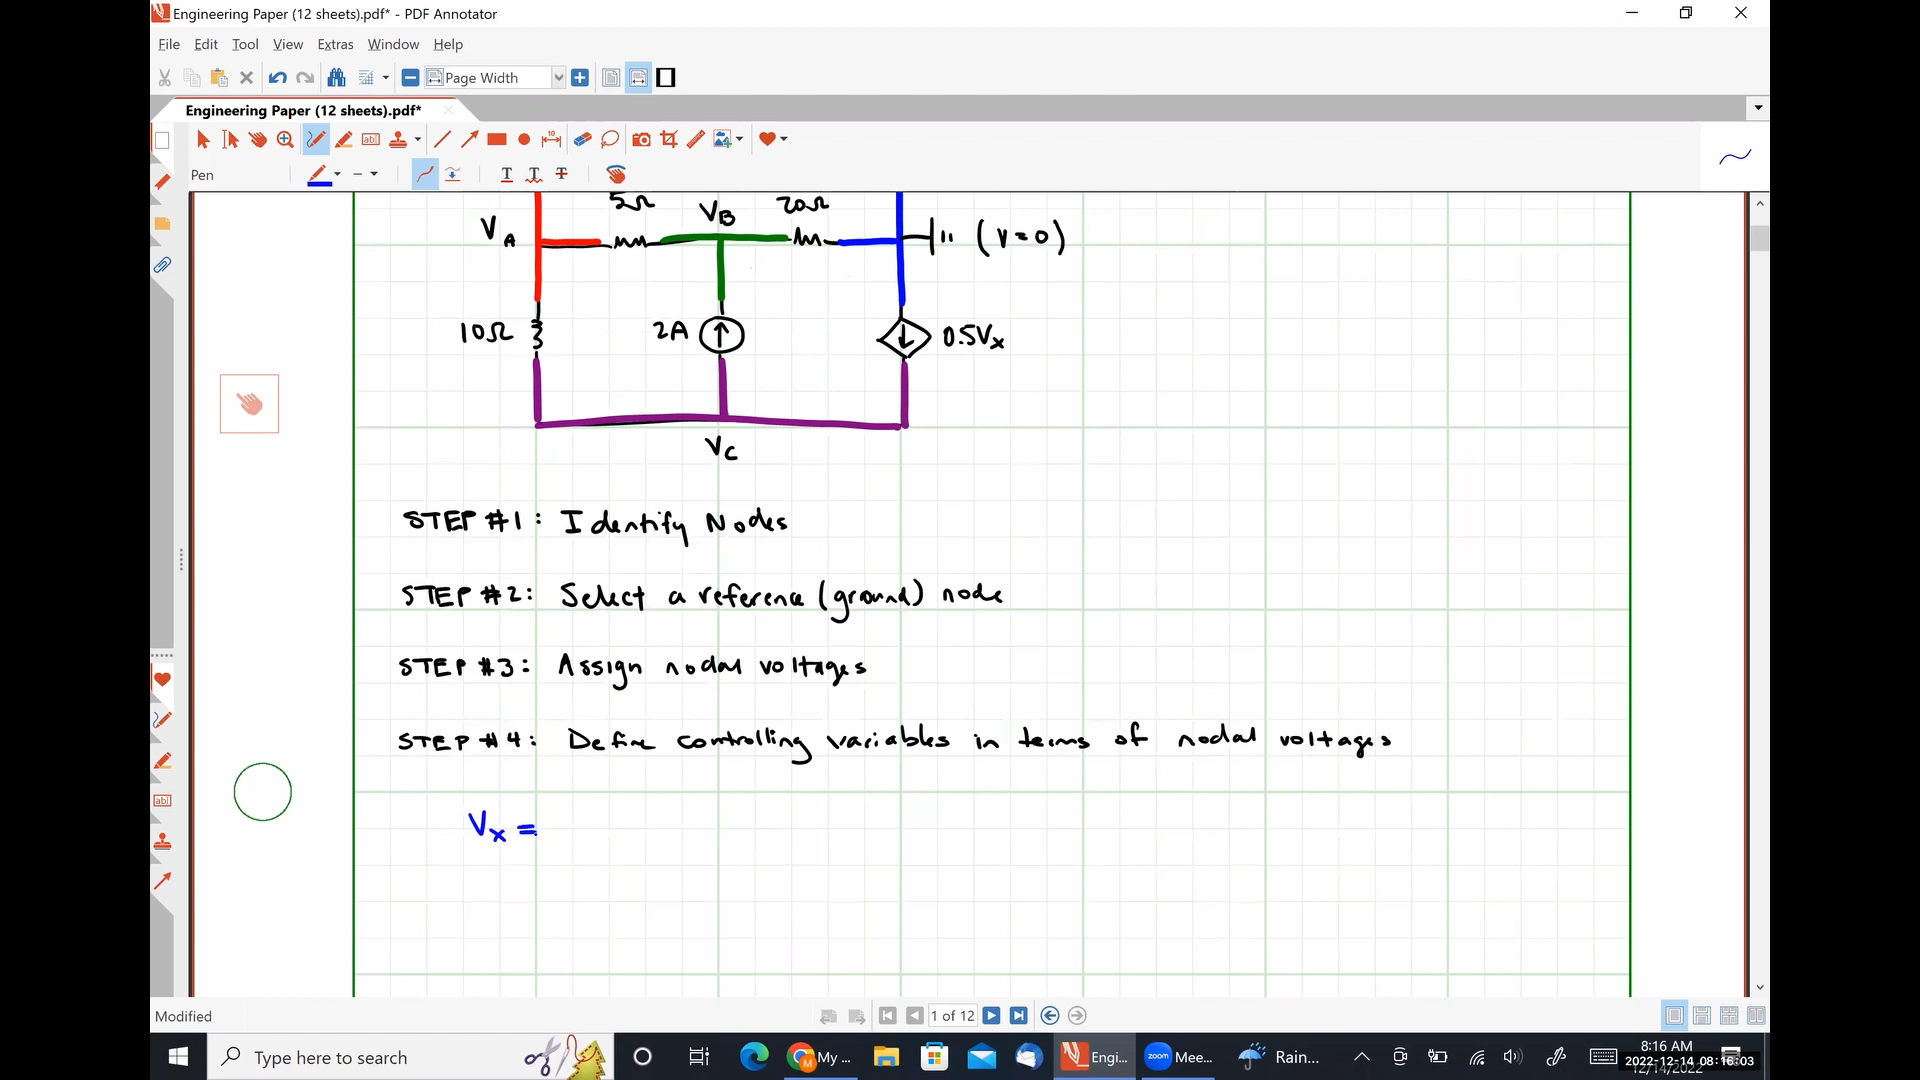 Engineering Paper (12 sheets).pdf* - PDF Annotator
File Edit Tool View Extras Window Help
Page Width
Engineering Paper (12 sheets).pdf*
Pen
5Ω VB 20Ω
VA
(V=0)
10Ω 2A 0.5Vx
VC
STEP #1: Identify Nodes
STEP #2: Select a reference (ground) node
STEP #3: Assign nodal voltages
STEP #4: Define controlling variables in terms of nodal voltages
Vx =
Modified
1 of 12
Type here to search
My ...
Engi...
zoom
Mee...
Rain...
8:16 AM
2022-12-14 08:16:03
12/14/2022